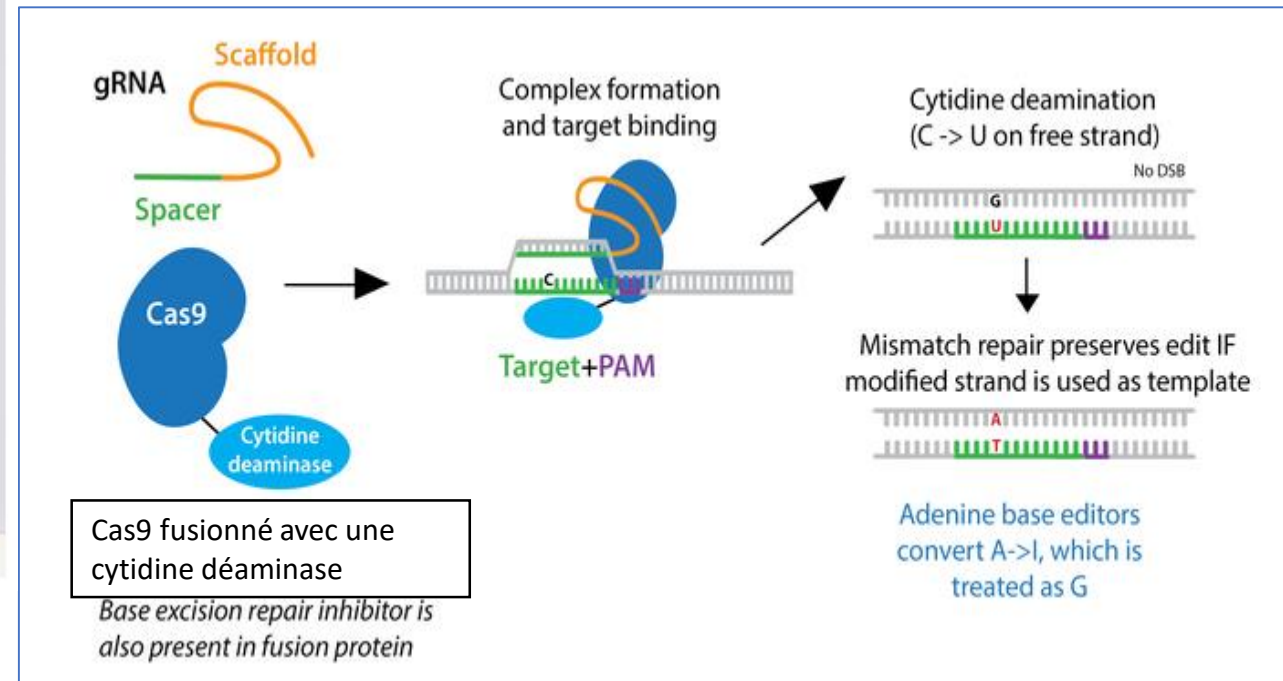 gRNA
Scaffold
Spacer
Cas9
Cytidine
deaminase
Cas9 fusionné avec une
cytidine déaminase
Base excision repair inhibitor is
also present in fusion protein
Complex formation
and target binding
C
Target+PAM
Cytidine deamination
(C -> U on free strand)
No DSB
G
U
Mismatch repair preserves edit IF
modified strand is used as template
A
T
Adenine base editors
convert A->I, which is
treated as G